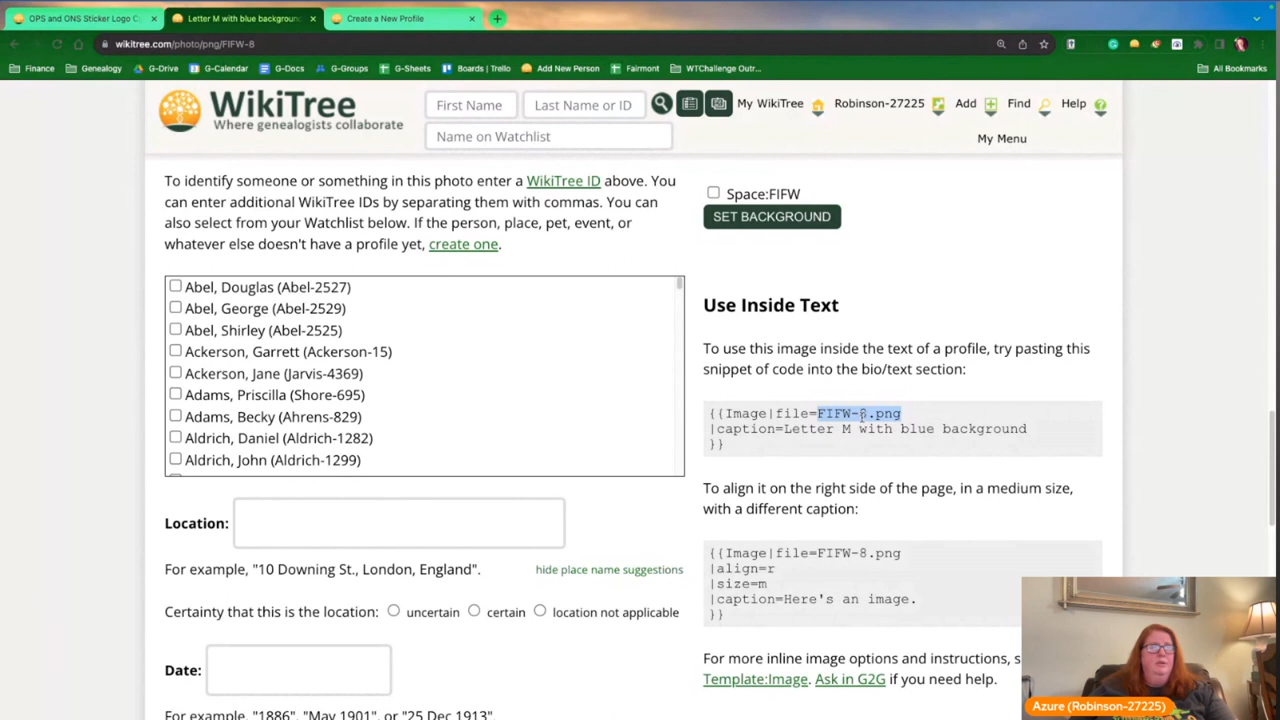 OPS and ONS Sticker Logo C
Letter M with blue background
Create a New Profile
wikitree.com/photo/png/FIFW-8
Finance
Genealogy
G-Drive
G-Calendar
G-Docs
G-Groups
G-Sheets
Boards | Trello
Add New Person
Fairmont
WTChallenge Outr...
All Bookmarks
WikiTree
Where genealogists collaborate
First Name
Last Name or ID
My WikiTree
Robinson-27225
Add
Find
Help
Name on Watchlist
My Menu
To identify someone or something in this photo enter a WikiTree ID above. You
can enter additional WikiTree IDs by separating them with commas. You can
also select from your Watchlist below. If the person, place, pet, event, or
whatever else doesn't have a profile yet, create one.
Abel, Douglas (Abel-2527)
Abel, George (Abel-2529)
Abel, Shirley (Abel-2525)
Ackerson, Garrett (Ackerson-15)
Ackerson, Jane (Jarvis-4369)
Adams, Priscilla (Shore-695)
Adams, Becky (Ahrens-829)
Aldrich, Daniel (Aldrich-1282)
Aldrich, John (Aldrich-1299)
Location:
For example, "10 Downing St., London, England".
hide place name suggestions
Certainty that this is the location:
uncertain
certain
location not applicable
Date:
For example, "1886", "May 1901", or "25 Dec 1913".
Space:FIFW
SET BACKGROUND
Use Inside Text
To use this image inside the text of a profile, try pasting this
snippet of code into the bio/text section:
{{Image|file=FIFW-8.png
|caption=Letter M with blue background
}}
To align it on the right side of the page, in a medium size,
with a different caption:
{{Image|file=FIFW-8.png
|align=r
|size=m
|caption=Here's an image.
}}
For more inline image options and instructions, s
Template:Image. Ask in G2G if you need help.
Azure (Robinson-27225)